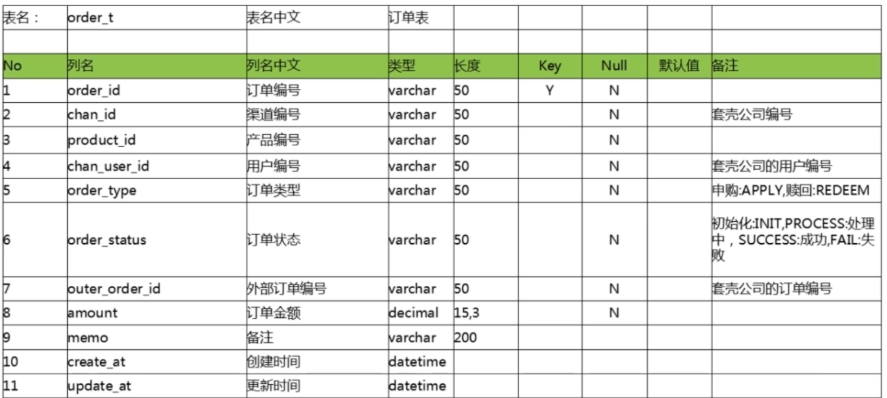 表名： order_t 表名中文 订单表
No 列名 列名中文 类型 长度 Key Null 默认值 备注
1 order_id 订单编号 varchar 50 Y N
2 chan_id 渠道编号 varchar 50 N 套壳公司编号
3 product_id 产品编号 varchar 50 N
4 chan_user_id 用户编号 varchar 50 N 套壳公司的用户编号
5 order_type 订单类型 varchar 50 N 申购:APPLY,赎回:REDEEM
6 order_status 订单状态 varchar 50 N 初始化:INIT,PROCESS:处理
中，SUCCESS:成功,FAIL:失
败
7 outer_order_id 外部订单编号 varchar 50 N 套壳公司的订单编号
8 amount 订单金额 decimal 15,3 N
9 memo 备注 varchar 200
10 create_at 创建时间 datetime
11 update_at 更新时间 datetime